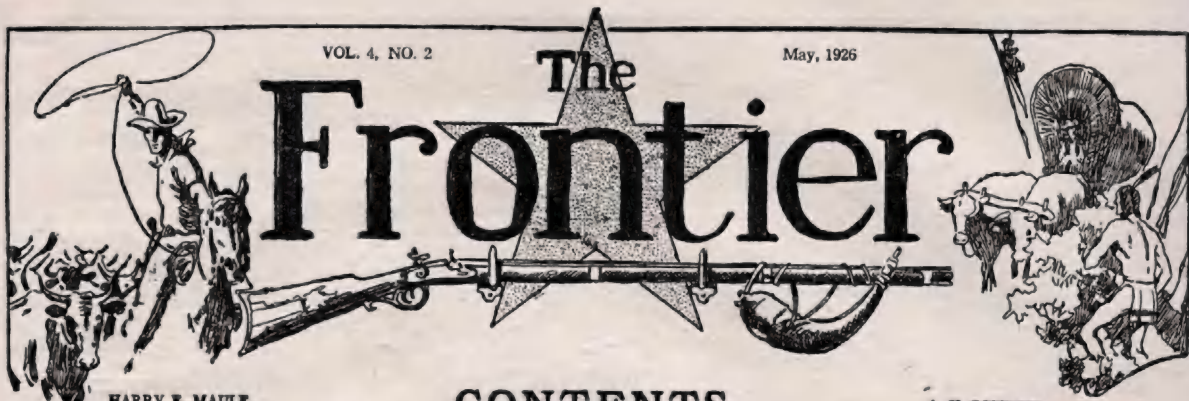 VOL. 4, NO. 2
May, 1926
The
Frontier
HARRY E. MAULE
CONTENTS